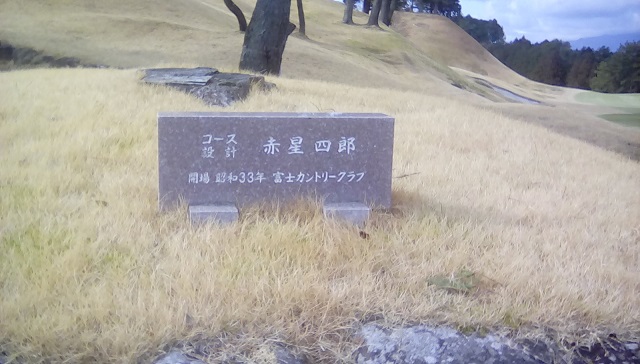 コース設計 赤星四郎
開場 昭和33年 富士カントリークラブ